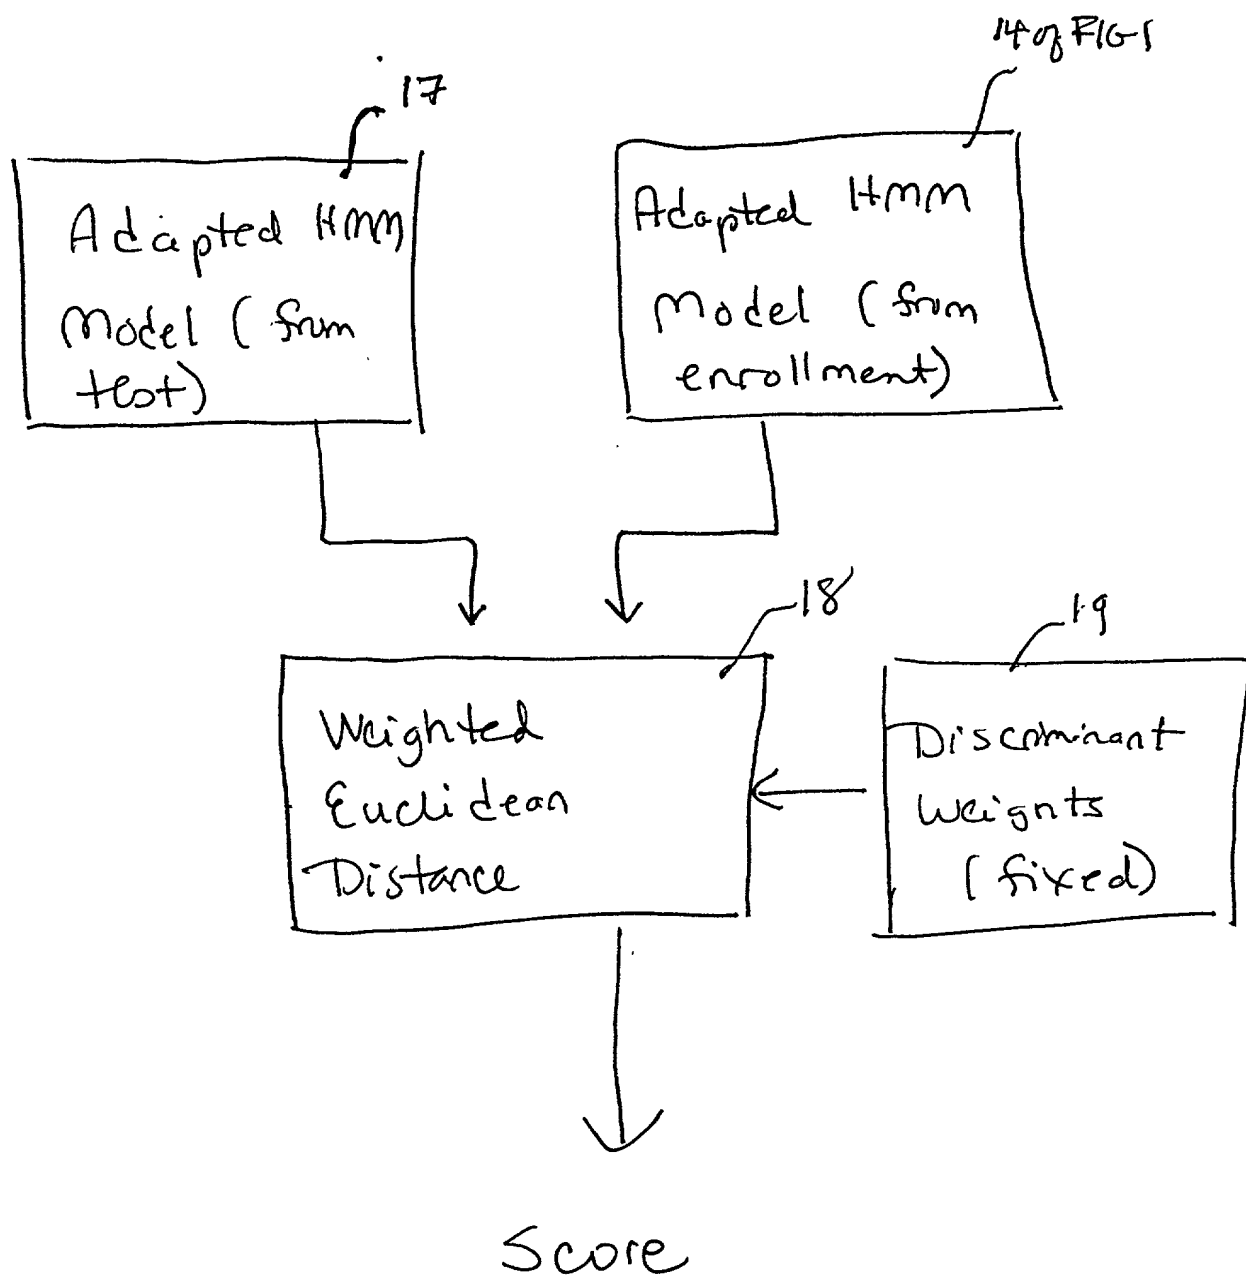 17
14 of FIG 1
Adapted HMM
Model (from
test)
Adapted HMM
Model (from
enrollment)
18
19
Weighted
Euclidean
Distance
Discriminant
Weights
(fixed)
Score